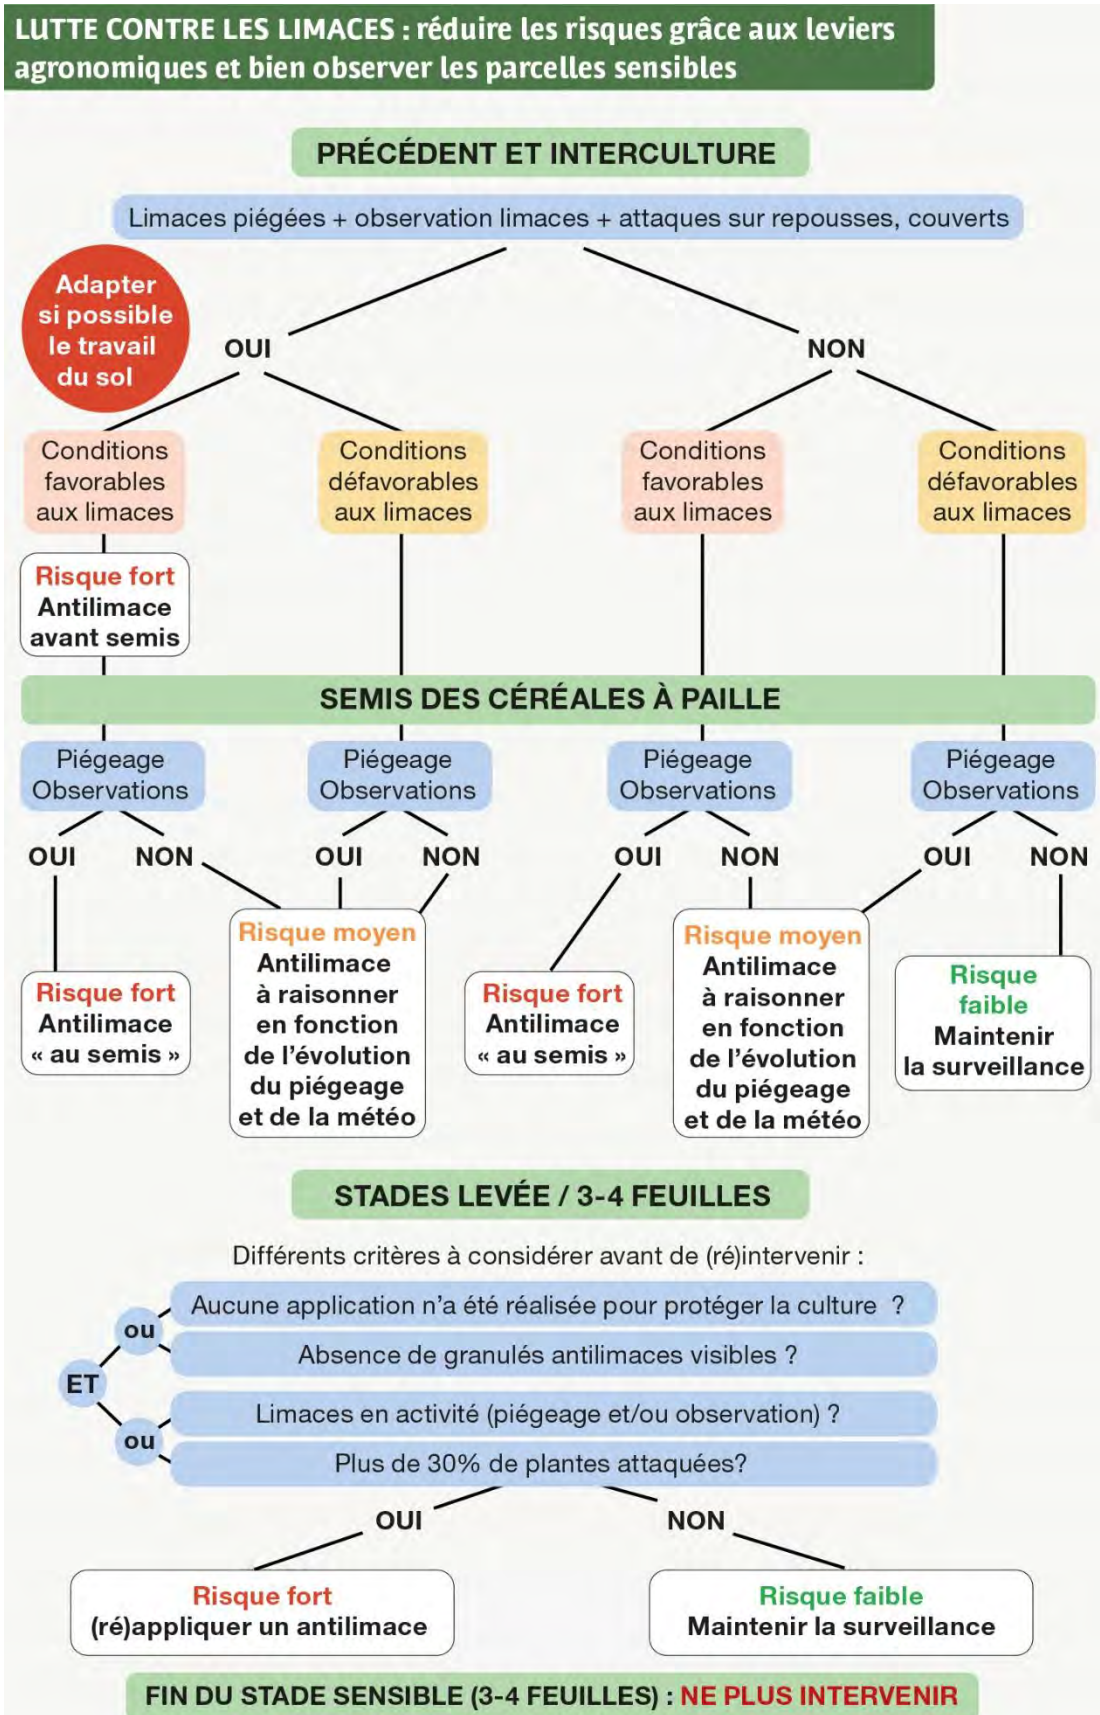 LUTTE CONTRE LES LIMACES : réduire les risques grâce aux leviers
agronomiques et bien observer les parcelles sensibles
PRÉCÉDENT ET INTERCULTURE
Limaces piégées + observation limaces + attaques sur repousses, couverts
Adapter
si possible
le travail
du sol
OUI
NON
Conditions
favorables
aux limaces
Conditions
défavorables
aux limaces
Conditions
favorables
aux limaces
Conditions
défavorables
aux limaces
Risque fort
Antilimace
avant semis
SEMIS DES CÉRÉALES À PAILLE
Piégeage
Observations
Piégeage
Observations
Piégeage
Observations
Piégeage
Observations
OUI
NON
OUI
NON
OUI
NON
OUI
NON
Risque fort
Antilimace
« au semis »
Risque moyen
Antilimace
à raisonner
en fonction
de l'évolution
du piégeage
et de la météo
Risque fort
Antilimace
« au semis »
Risque moyen
Antilimace
à raisonner
en fonction
de l'évolution
du piégeage
et de la météo
Risque
faible
Maintenir
la surveillance
STADES LEVÉE / 3-4 FEUILLES
Différents critères à considérer avant de (ré)intervenir :
Aucune application n'a été réalisée pour protéger la culture ?
ou
Absence de granulés antilimaces visibles ?
ET
Limaces en activité (piégeage et/ou observation) ?
ou
Plus de 30% de plantes attaquées?
OUI
NON
Risque fort
(ré)appliquer un antilimace
Risque faible
Maintenir la surveillance
FIN DU STADE SENSIBLE (3-4 FEUILLES) : NE PLUS INTERVENIR